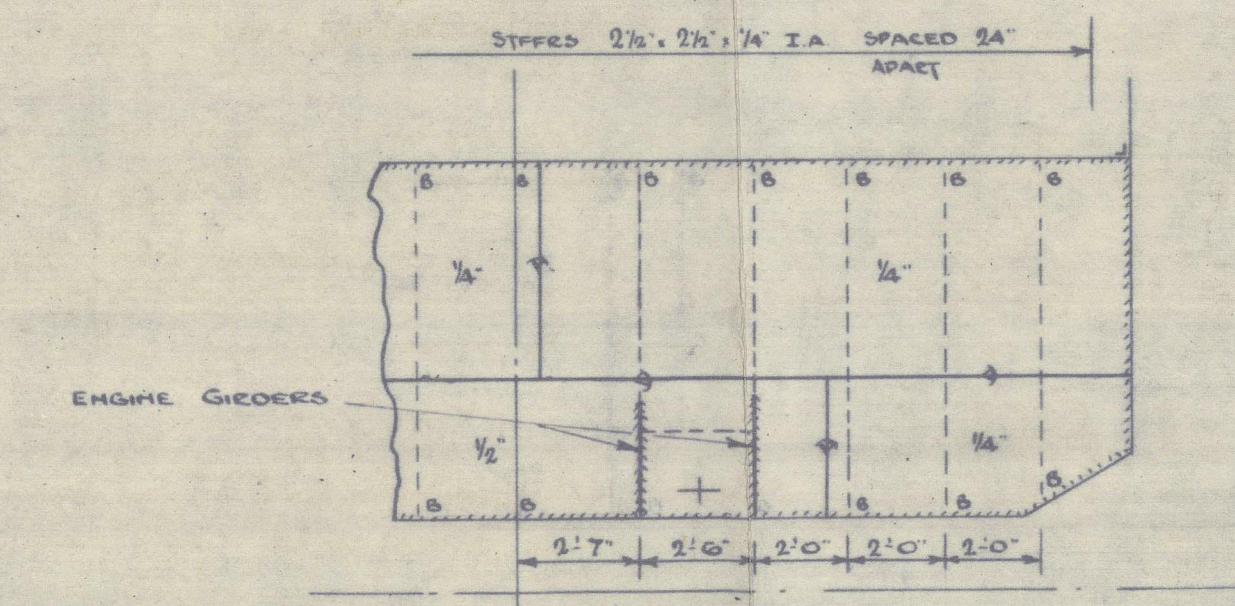 STFFRS 2½" × 2½" × ¼" I.A. SPACED 24"
APART
B B B B B B B
¼" ¼"
ENGINE GIRDERS
½" ¼"
B
B B B B
2'-7" 2'-6" 2'-0" 2'-0" 2'-0"